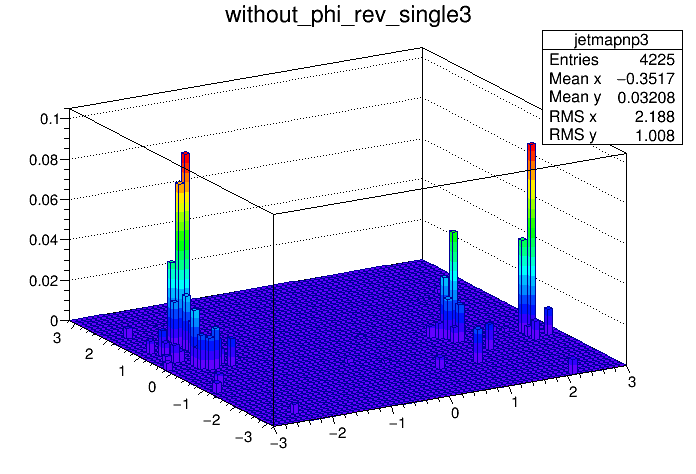 without_phi_rev_single3
jetmapnp3
Entries 4225
Mean x −0.3517
Mean y 0.03208
RMS x 2.188
RMS y 1.008
0.1
0.08
0.06
0.04
0.02
0
3
2
1
0
−1
−2
−3
−3
−2
−1
0
1
2
3